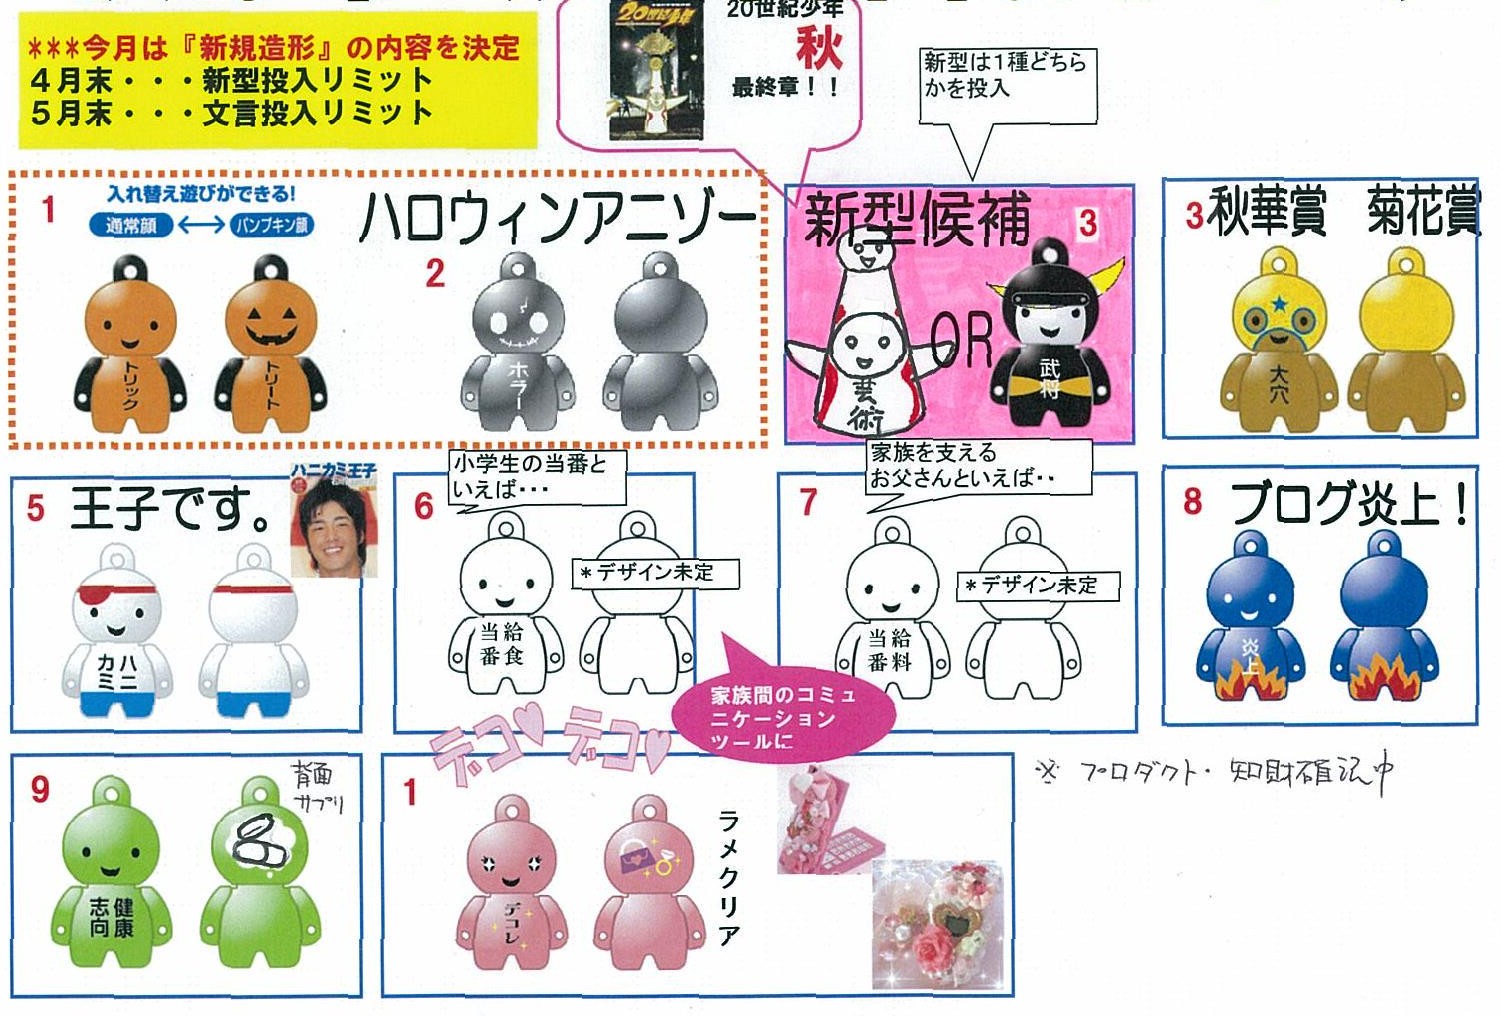 ***今月は『新規造形』の内容を決定
4月末・・・新型投入リミット
5月末・・・文言投入リミット
20世紀少年
20世紀少年
秋
最終章！！
新型は1種どちら
かを投入
1
入れ替え遊びができる!
通常顔
パンプキン顔
ハロウィンアニゾー
2
トリック
トリート
ホラー
新型候補
3
芸術
OR
武将
3
秋華賞　菊花賞
大穴
5
王子です。
ハニカミ王子
ハニ
カミ
6
小学生の当番と
いえば・・・
給食
当番
*デザイン未定
7
家族を支える
お父さんといえば・・
給料
当番
*デザイン未定
家族間のコミュ
ニケーション
ツールに
8
ブログ炎上！
炎上
9
背面
サプリ
健康
志向
1
デコ デコ
デコレ
ラメクリア
※ プロダクト・知財確認中